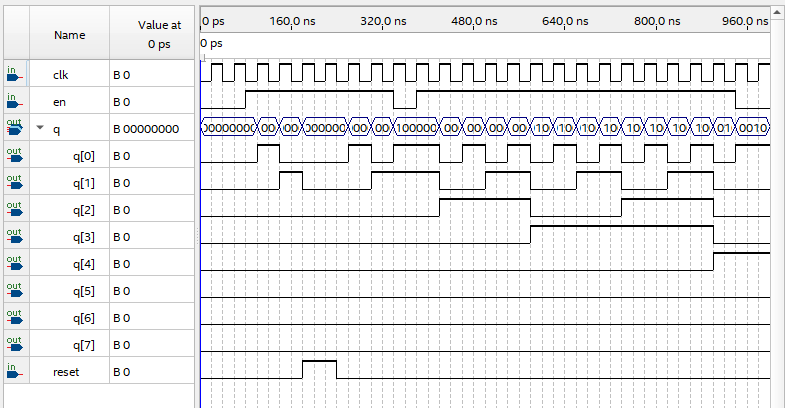 Name Value at 0 ps
0 ps 160.0 ns 320.0 ns 480.0 ns 640.0 ns 800.0 ns 960.0 ns
0 ps
in clk B 0
in en B 0
out q B 00000000
out q[0] B 0
out q[1] B 0
out q[2] B 0
out q[3] B 0
out q[4] B 0
out q[5] B 0
out q[6] B 0
out q[7] B 0
in reset B 0